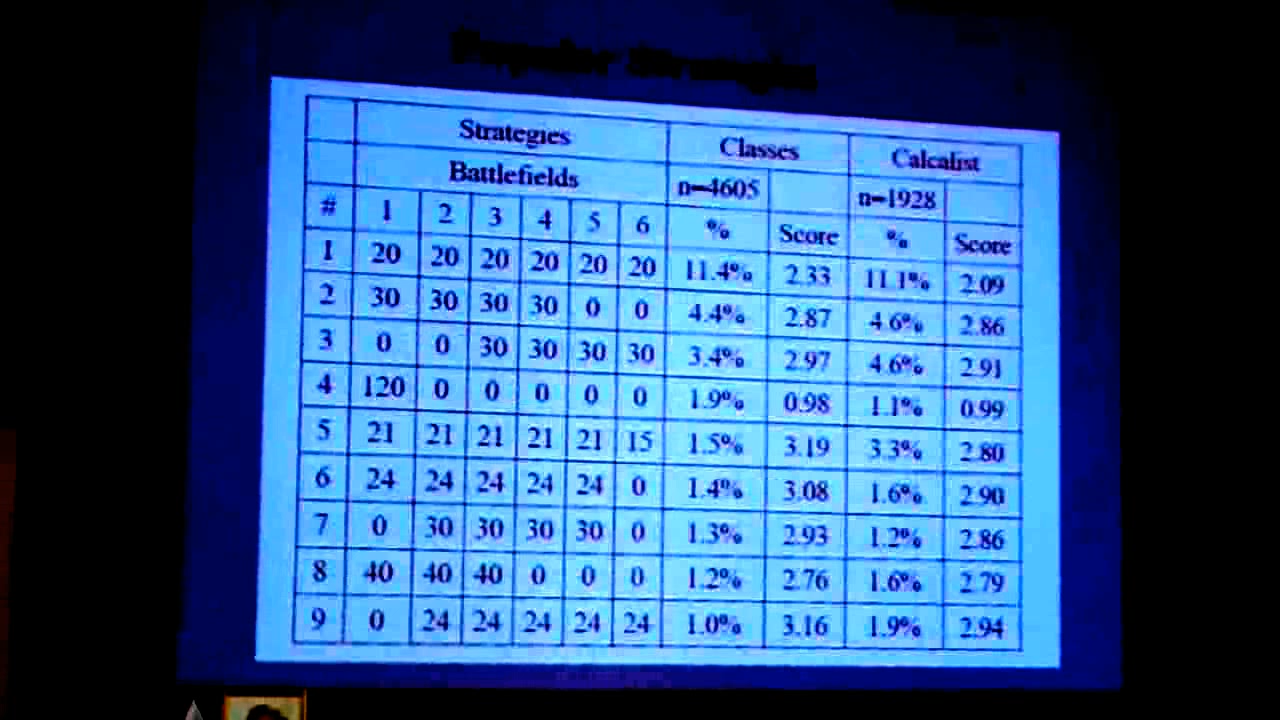 Popular Strategies
Strategies Classes Calcalist
Battlefields n=4605 n=1928
# 1 2 3 4 5 6 % Score % Score
1 20 20 20 20 20 20 11.4% 2.33 11.1% 2.09
2 30 30 30 30 0 0 4.4% 2.87 4.6% 2.86
3 0 0 30 30 30 30 3.4% 2.97 4.6% 2.91
4 120 0 0 0 0 0 1.9% 0.98 1.1% 0.99
5 21 21 21 21 21 15 1.5% 3.19 3.3% 2.80
6 24 24 24 24 24 0 1.4% 3.08 1.6% 2.90
7 0 30 30 30 30 0 1.3% 2.93 1.2% 2.86
8 40 40 40 0 0 0 1.2% 2.76 1.6% 2.79
9 0 24 24 24 24 24 1.0% 3.16 1.9% 2.94